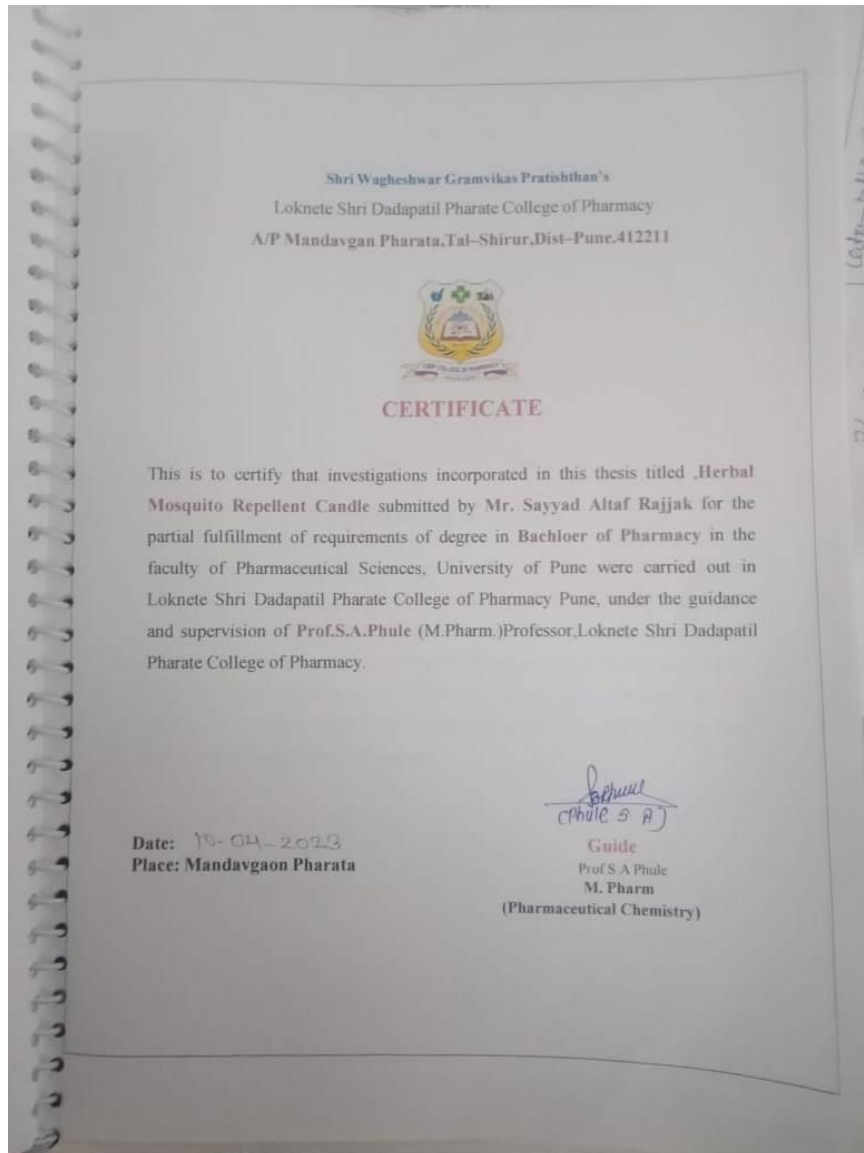 Shri Wagheshwar Gramvikas Pratishthan's
Loknete Shri Dadapatil Pharate College of Pharmacy
A/P Mandavgan Pharata,Tal–Shirur,Dist–Pune.412211
CERTIFICATE
This is to certify that investigations incorporated in this thesis titled ,Herbal
Mosquito Repellent Candle submitted by Mr. Sayyad Altaf Rajjak for the
partial fulfillment of requirements of degree in Bachloer of Pharmacy in the
faculty of Pharmaceutical Sciences, University of Pune were carried out in
Loknete Shri Dadapatil Pharate College of Pharmacy Pune, under the guidance
and supervision of Prof.S.A.Phule (M.Pharm.)Professor,Loknete Shri Dadapatil
Pharate College of Pharmacy.
(Phule S A)
Date: 10-04-2023
Place: Mandavgaon Pharata
Guide
Prof S.A Phule
M. Pharm
(Pharmaceutical Chemistry)